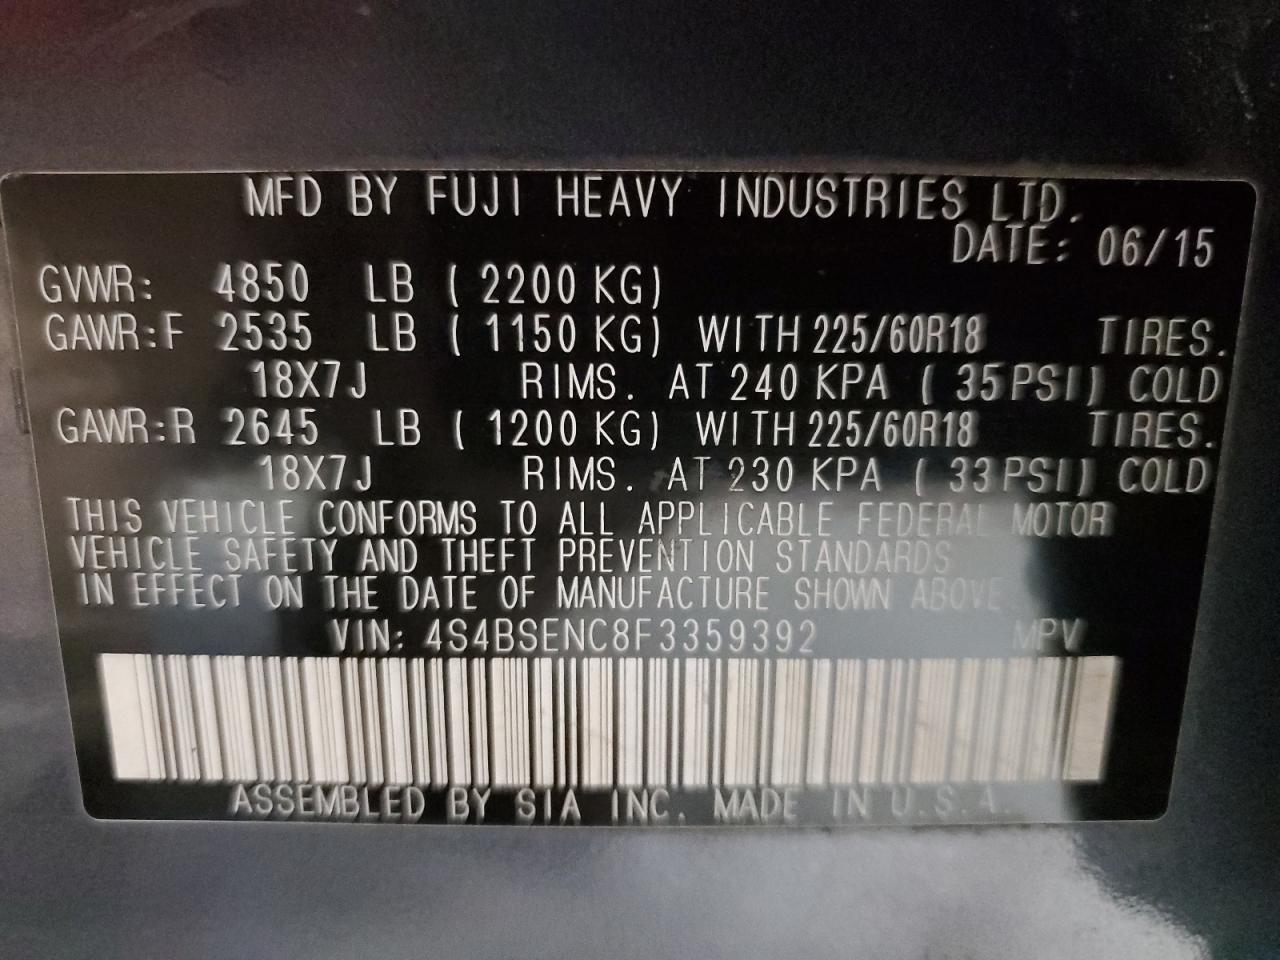 MFD BY FUJI HEAVY INDUSTRIES LTD.
DATE: 06/15
GVWR: 4850 LB ( 2200 KG)
GAWR:F 2535 LB ( 1150 KG) WITH 225/60R18 TIRES.
18X7J RIMS. AT 240 KPA ( 35PSI) COLD
GAWR:R 2645 LB ( 1200 KG) WITH 225/60R18 TIRES.
18X7J RIMS. AT 230 KPA ( 33PSI) COLD
THIS VEHICLE CONFORMS TO ALL APPLICABLE FEDERAL MOTOR
VEHICLE SAFETY AND THEFT PREVENTION STANDARDS
IN EFFECT ON THE DATE OF MANUFACTURE SHOWN ABOVE.
VIN: 4S4BSENC8F3359392 MPV
ASSEMBLED BY SIA INC. MADE IN U.S.A.